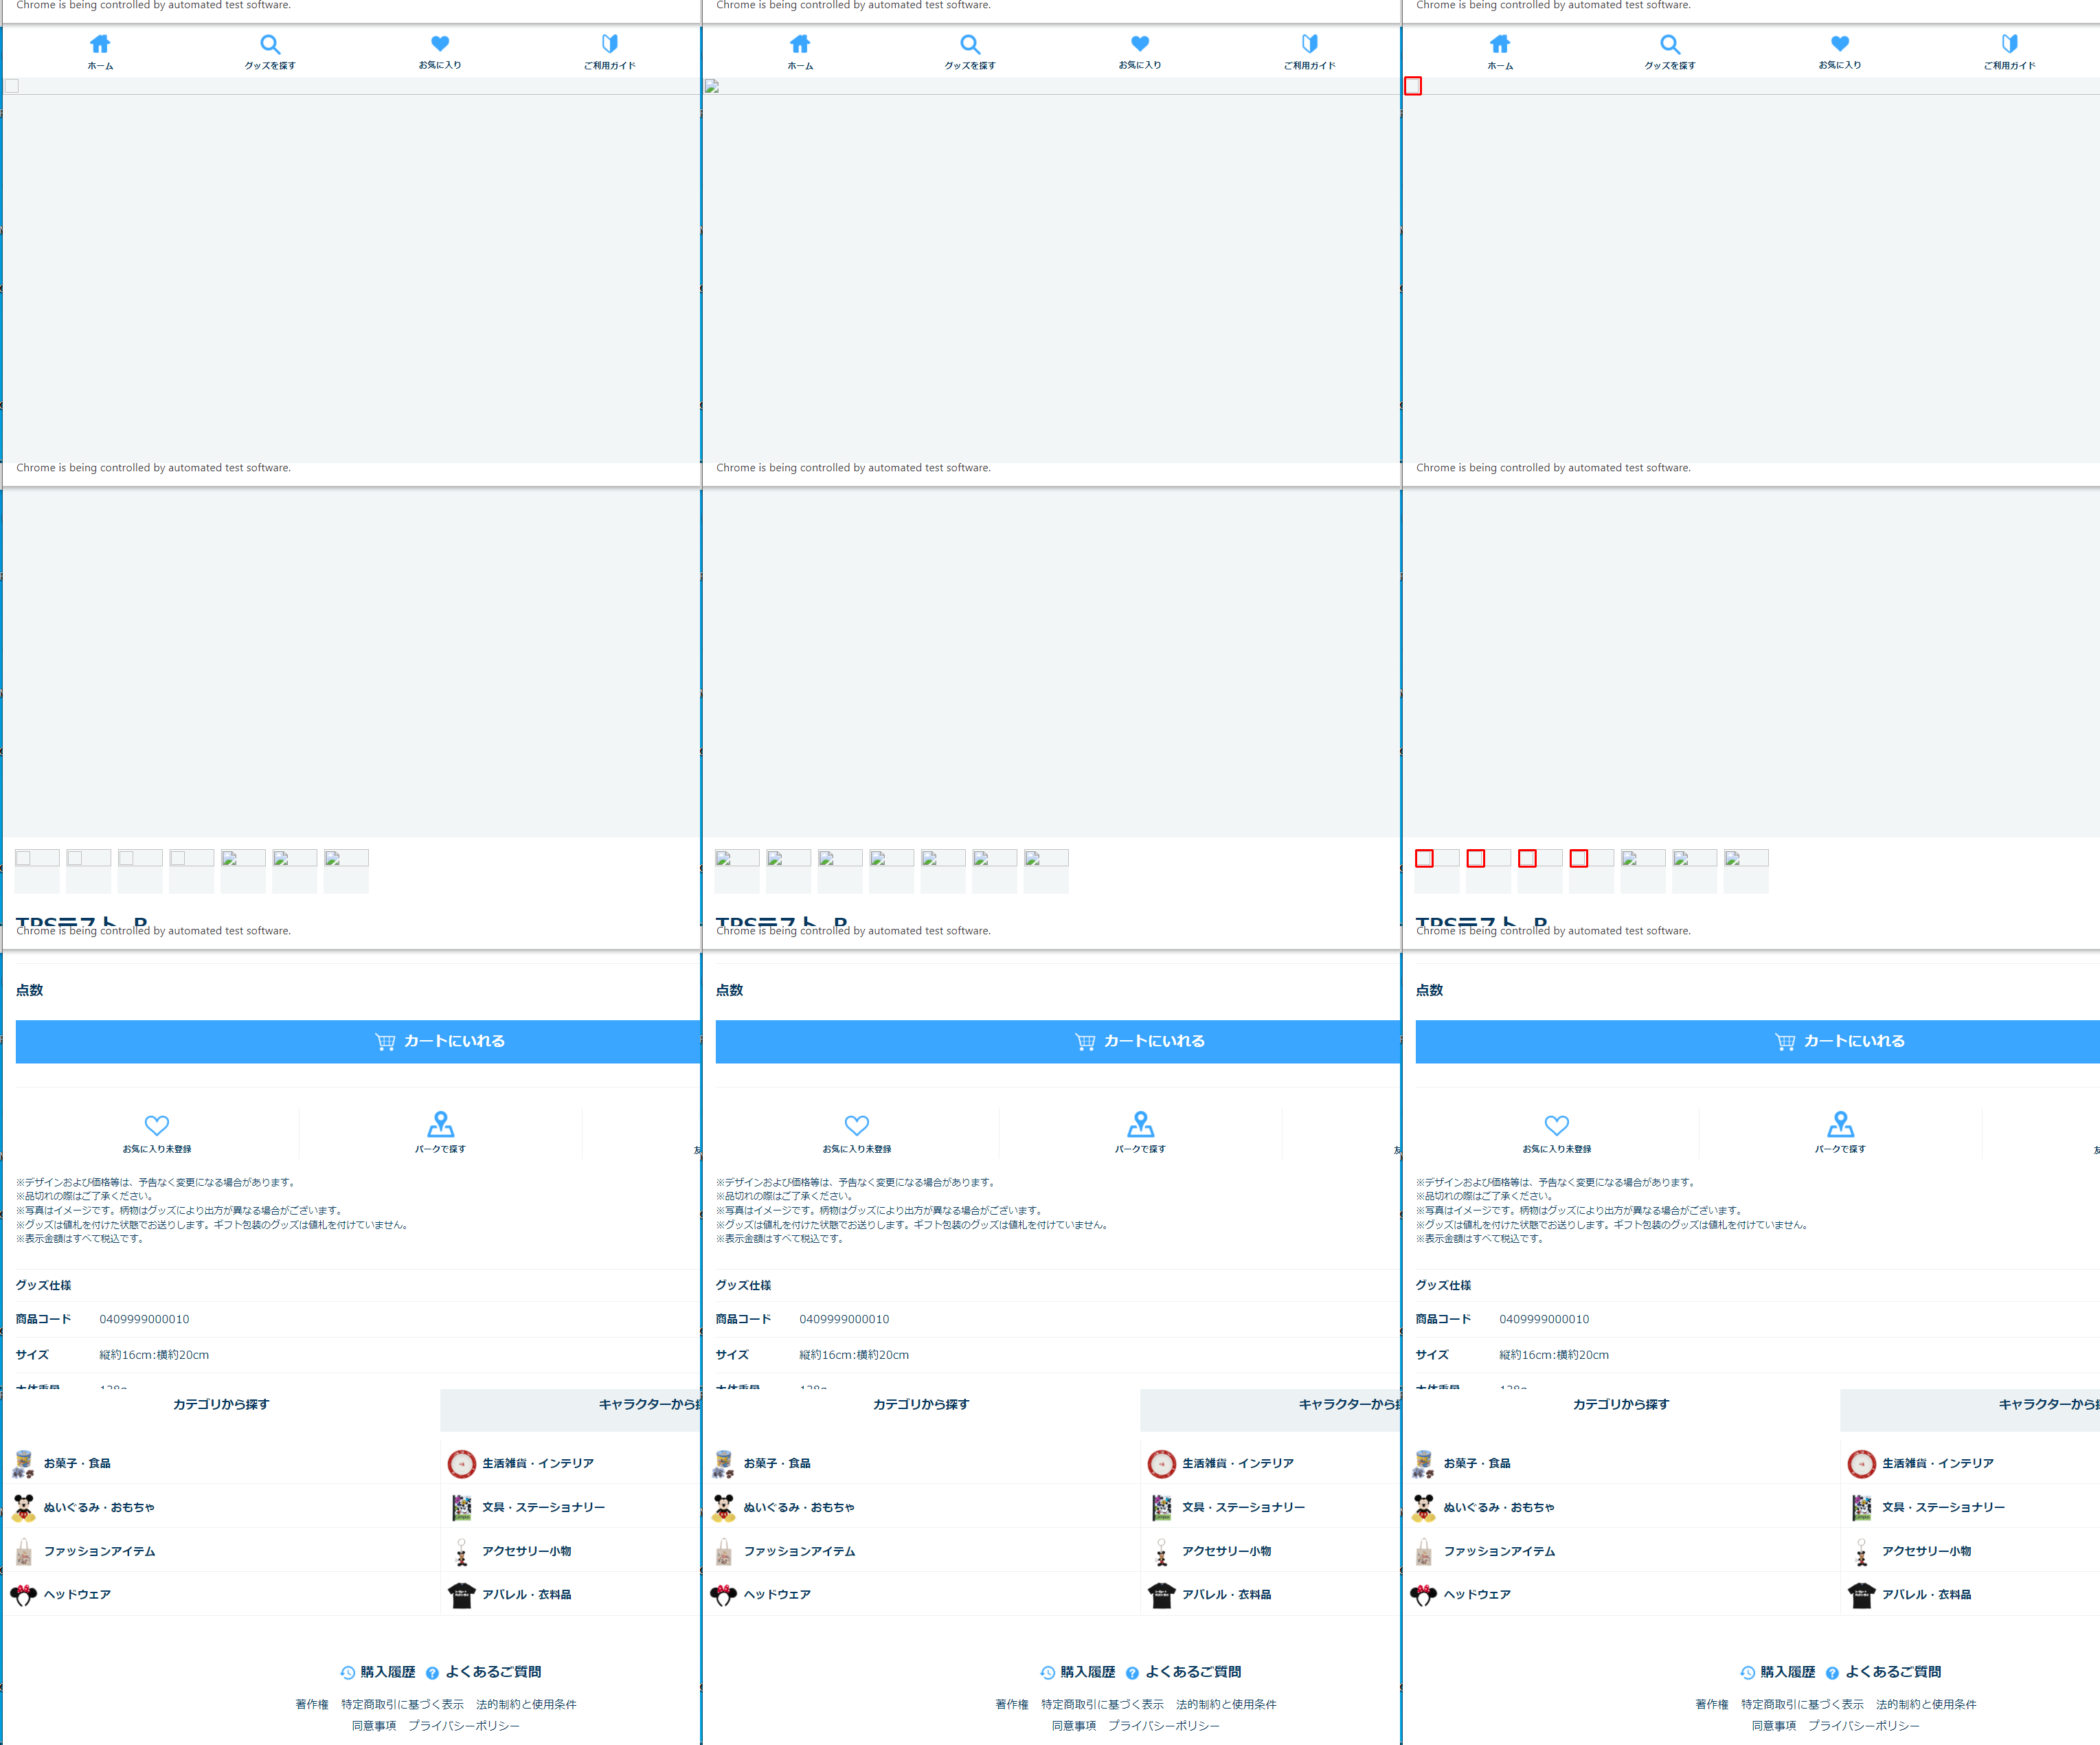 Chrome is being controlled by automated test software.
ホーム
グッズを探す
お気に入り
ご利用ガイド
Chrome is being controlled by automated test software.
Chrome is being controlled by automated test software.
点数
カートにいれる
お気に入り未登録
パークで探す
※デザインおよび価格等は、予告なく変更になる場合があります。
※品切れの際はご了承ください。
※写真はイメージです。柄物はグッズにより出方が異なる場合がございます。
※グッズは値札を付けた状態でお送りします。ギフト包装のグッズは値札を付けていません。
※表示金額はすべて税込です。
グッズ仕様
商品コード 0409999000010
サイズ 縦約16cm:横約20cm
カテゴリから探す
キャラクターから
お菓子・食品
生活雑貨・インテリア
ぬいぐるみ・おもちゃ
文具・ステーショナリー
ファッションアイテム
アクセサリー小物
ヘッドウェア
アパレル・衣料品
購入履歴 よくあるご質問
著作権 特定商取引に基づく表示 法的制約と使用条件
同意事項 プライバシーポリシー
Chrome is being controlled by automated test software.
ホーム
グッズを探す
お気に入り
ご利用ガイド
Chrome is being controlled by automated test software.
Chrome is being controlled by automated test software.
点数
カートにいれる
お気に入り未登録
パークで探す
※デザインおよび価格等は、予告なく変更になる場合があります。
※品切れの際はご了承ください。
※写真はイメージです。柄物はグッズにより出方が異なる場合がございます。
※グッズは値札を付けた状態でお送りします。ギフト包装のグッズは値札を付けていません。
※表示金額はすべて税込です。
グッズ仕様
商品コード 0409999000010
サイズ 縦約16cm:横約20cm
カテゴリから探す
キャラクターから
お菓子・食品
生活雑貨・インテリア
ぬいぐるみ・おもちゃ
文具・ステーショナリー
ファッションアイテム
アクセサリー小物
ヘッドウェア
アパレル・衣料品
購入履歴 よくあるご質問
著作権 特定商取引に基づく表示 法的制約と使用条件
同意事項 プライバシーポリシー
Chrome is being controlled by automated test software.
ホーム
グッズを探す
お気に入り
ご利用ガイド
Chrome is being controlled by automated test software.
Chrome is being controlled by automated test software.
点数
カートにいれる
お気に入り未登録
パークで探す
※デザインおよび価格等は、予告なく変更になる場合があります。
※品切れの際はご了承ください。
※写真はイメージです。柄物はグッズにより出方が異なる場合がございます。
※グッズは値札を付けた状態でお送りします。ギフト包装のグッズは値札を付けていません。
※表示金額はすべて税込です。
グッズ仕様
商品コード 0409999000010
サイズ 縦約16cm:横約20cm
カテゴリから探す
キャラクターから
お菓子・食品
生活雑貨・インテリア
ぬいぐるみ・おもちゃ
文具・ステーショナリー
ファッションアイテム
アクセサリー小物
ヘッドウェア
アパレル・衣料品
購入履歴 よくあるご質問
著作権 特定商取引に基づく表示 法的制約と使用条件
同意事項 プライバシーポリシー